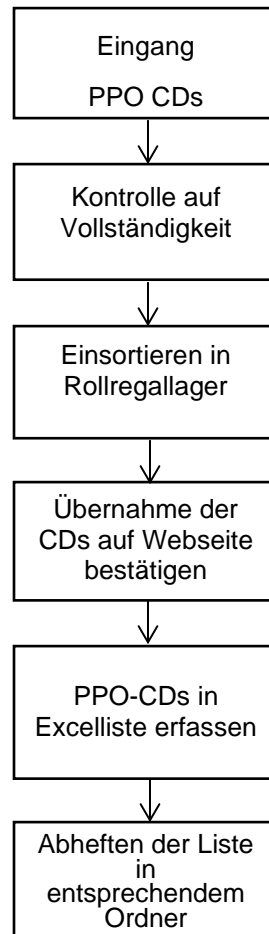 Eingang
PPO CDs
Kontrolle auf
Vollständigkeit
Einsortieren in
Rollregallager
Übernahme der
CDs auf Webseite
bestätigen
PPO-CDs in
Excelliste erfassen
Abheften der Liste
in
entsprechendem
Ordner